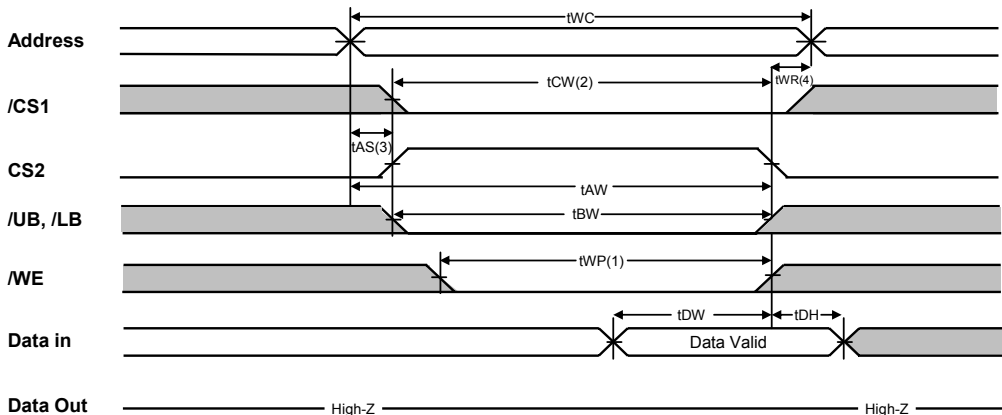 tWC
Address
tCW(2)
tWR(4)
/CS1
tAS(3)
CS2
tAW
/UB, /LB
tBW
/WE
tWP(1)
tDW
tDH
Data in
Data Valid
Data Out
High-Z
High-Z